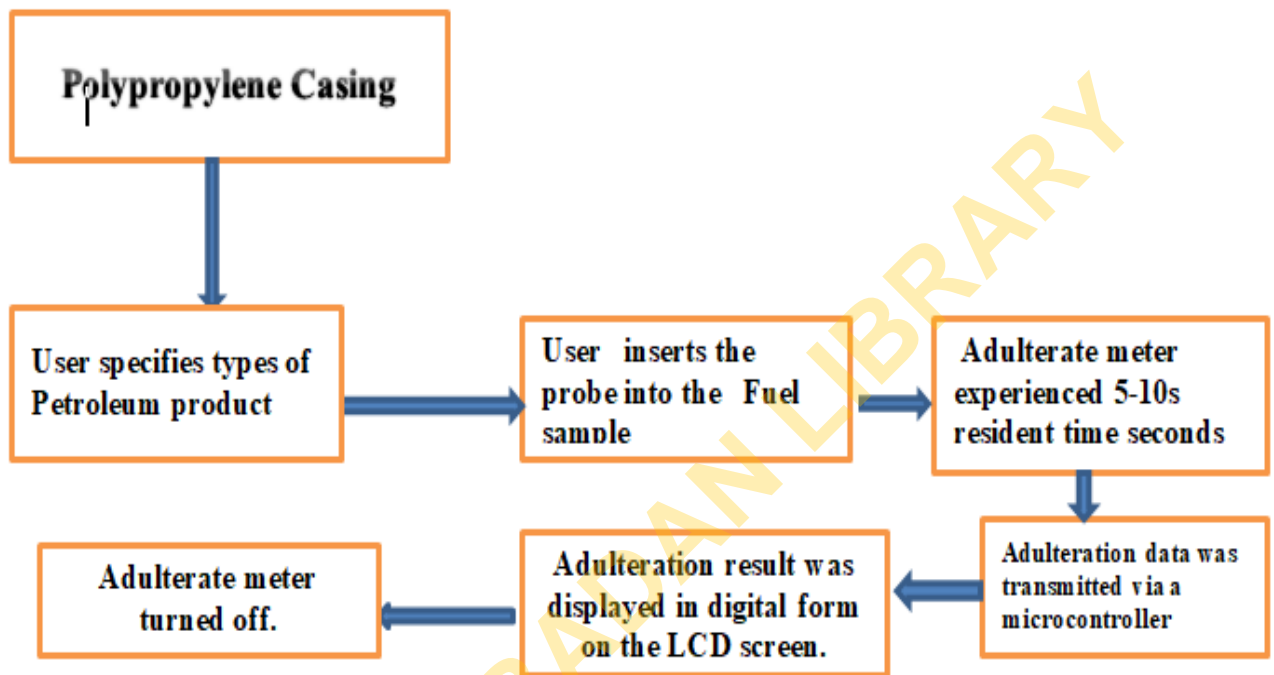 Polypropylene Casing
User specifies types of
Petroleum product
User inserts the
probe into the Fuel
sample
Adulterate meter
experienced 5-10s
resident time seconds
Adulteration data was
transmitted via a
microcontroller
Adulteration result was
displayed in digital form
on the LCD screen.
Adulterate meter
turned off.
ADAN LIBRARY